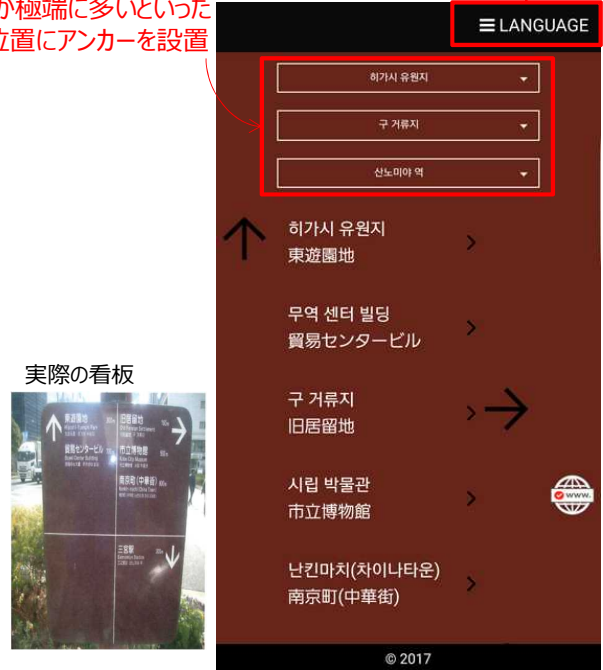 が極端に多いといった
位置にアンカーを設置
≡ LANGUAGE
히가시 유원지
구 거류지
산노미야 역
히가시 유원지
東遊園地
무역 센터 빌딩
貿易センタービル
구 거류지
旧居留地
시립 박물관
市立博物館
난킨마치(차이나타운)
南京町(中華街)
www.
© 2017
実際の看板
東遊園地
旧居留地
貿易センタービル
市立博物館
南京町(中華街)
三宮駅